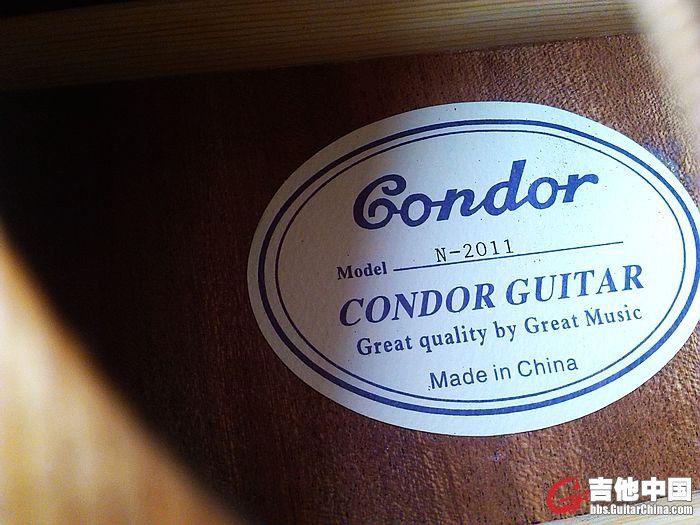 Condor
Model N-2011
CONDOR GUITAR
Great quality by Great Music
Made in China
吉他中国
bbs.GuitarChina.com